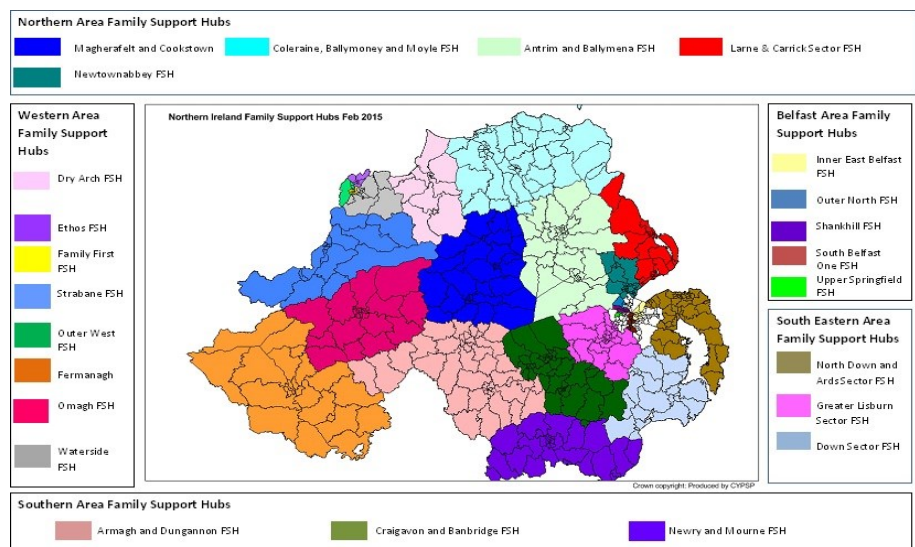 Northern Area Family Support Hubs
Magherafelt and Cookstown
Coleraine, Ballymoney and Moyle FSH
Antrim and Ballymena FSH
Larne & Carrick Sector FSH
Newtownabbey FSH
Western Area
Family Support
Hubs
Dry Arch FSH
Ethos FSH
Family First
FSH
Strabane FSH
Outer West
FSH
Fermanagh
Omagh FSH
Waterside
FSH
Northern Ireland Family Support Hubs Feb 2015
Crown copyright: Produced by CYPSP
Belfast Area Family
Support Hubs
Inner East Belfast
FSH
Outer North FSH
Shankhill FSH
South Belfast
One FSH
Upper Springfield
FSH
South Eastern Area
Family Support Hubs
North Down and
Ards Sector FSH
Greater Lisburn
Sector FSH
Down Sector FSH
Southern Area Family Support Hubs
Armagh and Dungannon FSH
Craigavon and Banbridge FSH
Newry and Mourne FSH